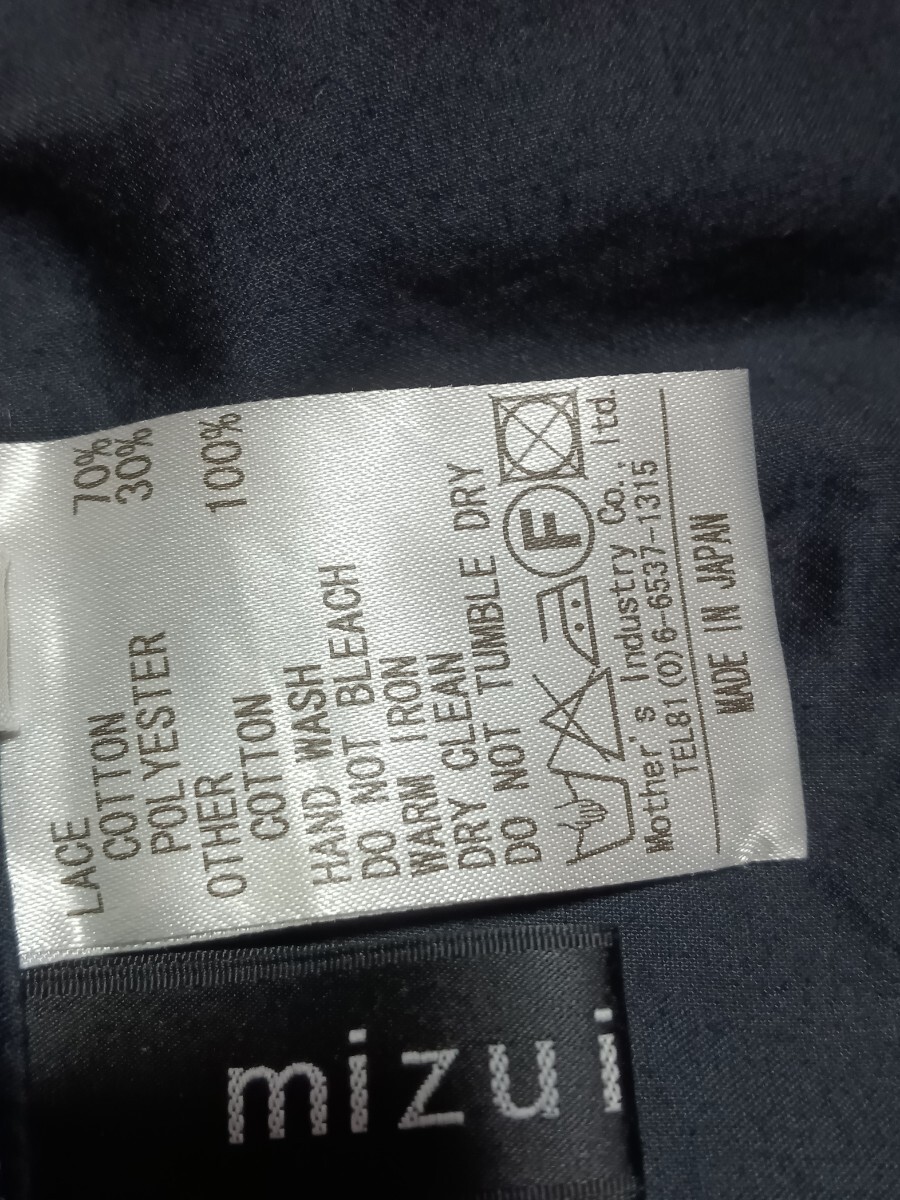 LACE
COTTON 70%
POLYESTER 30%
OTHER
COTTON 100%
HAND WASH
DO NOT BLEACH
WARM IRON
DRY CLEAN
DO NOT TUMBLE DRY
F
Mother's Industry Co. ltd.
TEL81(0)6-6537-1315
MADE IN JAPAN
mizui